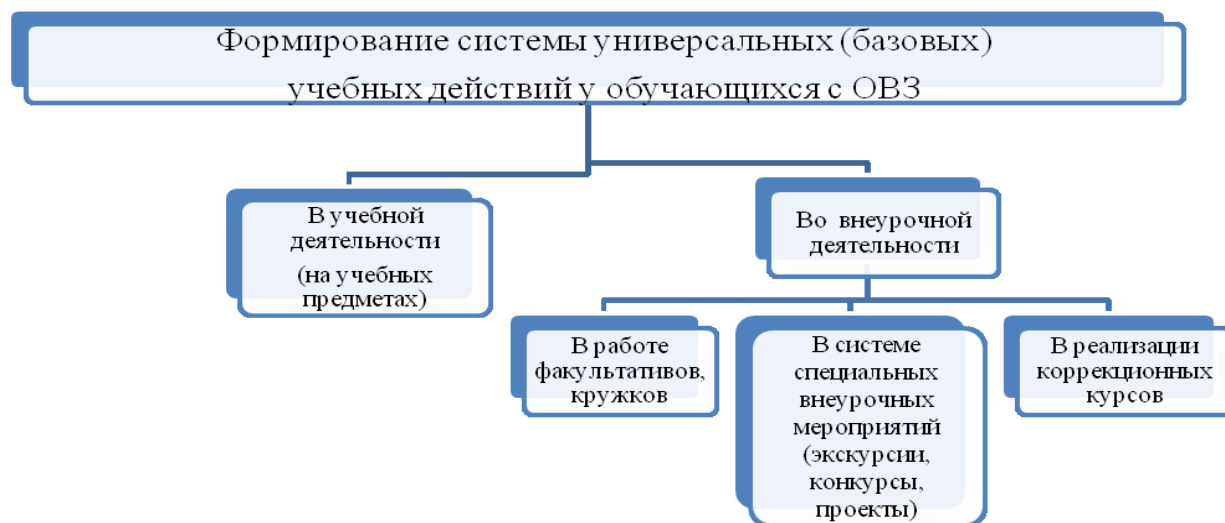 Формирование системы универсальных (базовых)
учебных действий у обучающихся с ОВЗ
В учебной
деятельности
(на учебных
предметах)
Во внеурочной
деятельности
В работе
факультативов,
кружков
В системе
специальных
внеурочных
мероприятий
(экскурсии,
конкурсы,
проекты)
В реализации
коррекционных
курсов